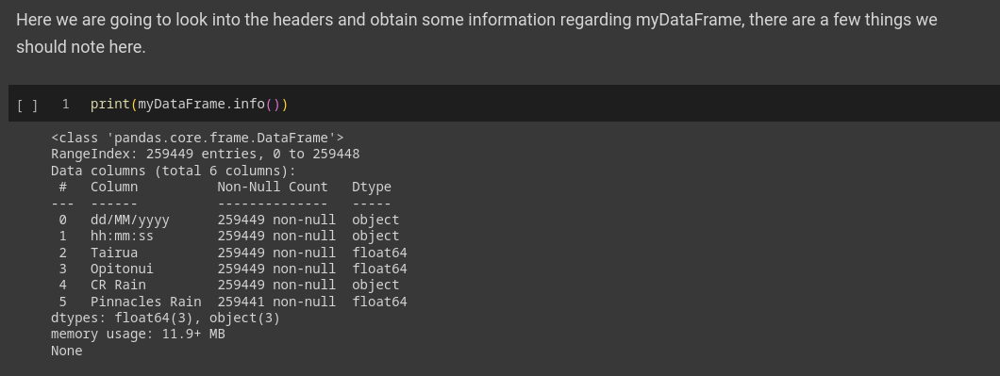 Here we are going to look into the headers and obtain some information regarding myDataFrame, there are a few things we
should note here.
[ ] 1 print(myDataFrame.info())
<class 'pandas.core.frame.DataFrame'>
RangeIndex: 259449 entries, 0 to 259448
Data columns (total 6 columns):
 #   Column          Non-Null Count   Dtype
---  ------          --------------   -----
 0   dd/MM/yyyy      259449 non-null  object
 1   hh:mm:ss        259449 non-null  object
 2   Tairua          259449 non-null  float64
 3   Opitonui        259449 non-null  float64
 4   CR Rain         259449 non-null  object
 5   Pinnacles Rain  259441 non-null  float64
dtypes: float64(3), object(3)
memory usage: 11.9+ MB
None